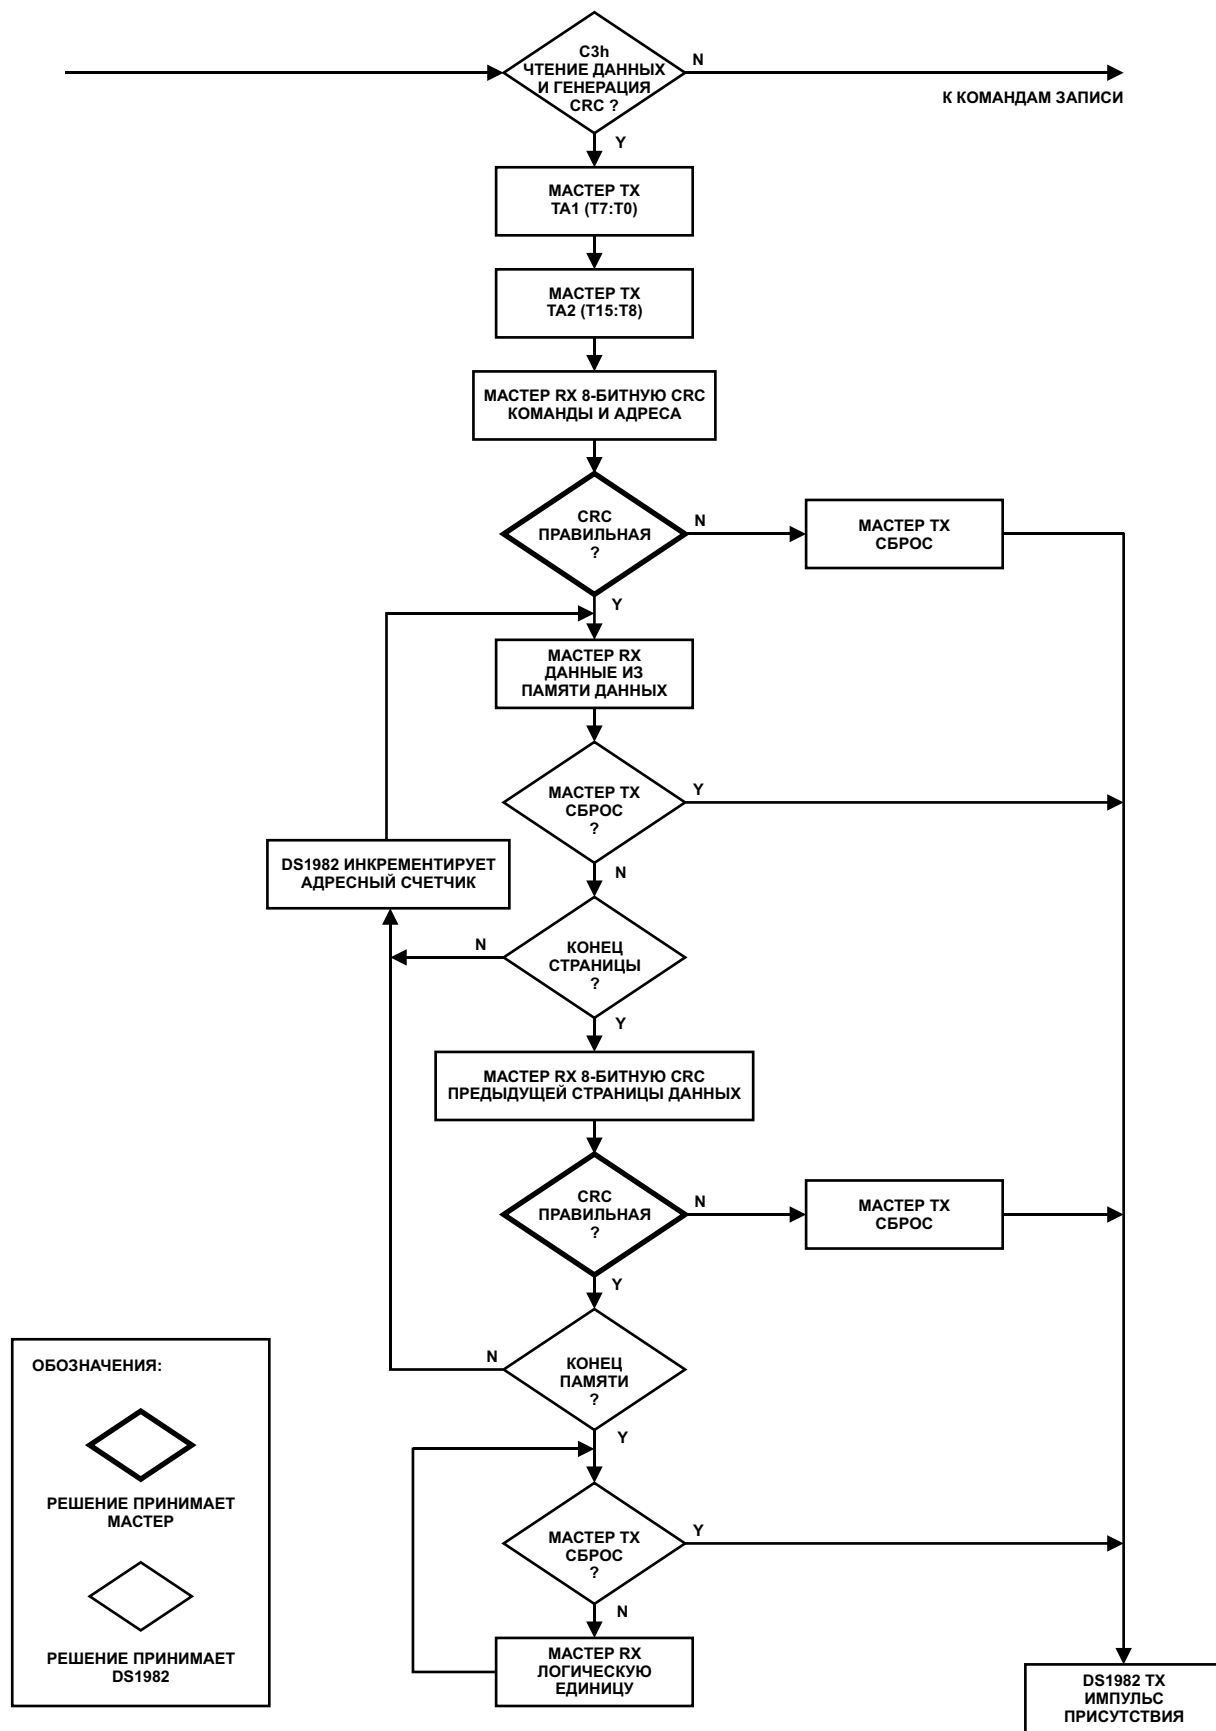 C3h
ЧТЕНИЕ ДАННЫХ
И ГЕНЕРАЦИЯ
CRC ?
N
К КОМАНДАМ ЗАПИСИ
Y
МАСТЕР TX
TA1 (T7:T0)
МАСТЕР TX
TA2 (T15:T8)
МАСТЕР RX 8-БИТНУЮ CRC
КОМАНДЫ И АДРЕСА
CRC
ПРАВИЛЬНАЯ
?
N
МАСТЕР TX
СБРОС
Y
МАСТЕР RX
ДАННЫЕ ИЗ
ПАМЯТИ ДАННЫХ
МАСТЕР TX
СБРОС
?
Y
DS1982 ИНКРЕМЕНТИРУЕТ
АДРЕСНЫЙ СЧЕТЧИК
N
КОНЕЦ
СТРАНИЦЫ
?
N
Y
МАСТЕР RX 8-БИТНУЮ CRC
ПРЕДЫДУЩЕЙ СТРАНИЦЫ ДАННЫХ
CRC
ПРАВИЛЬНАЯ
?
N
МАСТЕР TX
СБРОС
Y
КОНЕЦ
ПАМЯТИ
?
N
Y
МАСТЕР TX
СБРОС
?
Y
N
МАСТЕР RX
ЛОГИЧЕСКУЮ
ЕДИНИЦУ
DS1982 TX
ИМПУЛЬС
ПРИСУТСТВИЯ
ОБОЗНАЧЕНИЯ:
РЕШЕНИЕ ПРИНИМАЕТ
МАСТЕР
РЕШЕНИЕ ПРИНИМАЕТ
DS1982